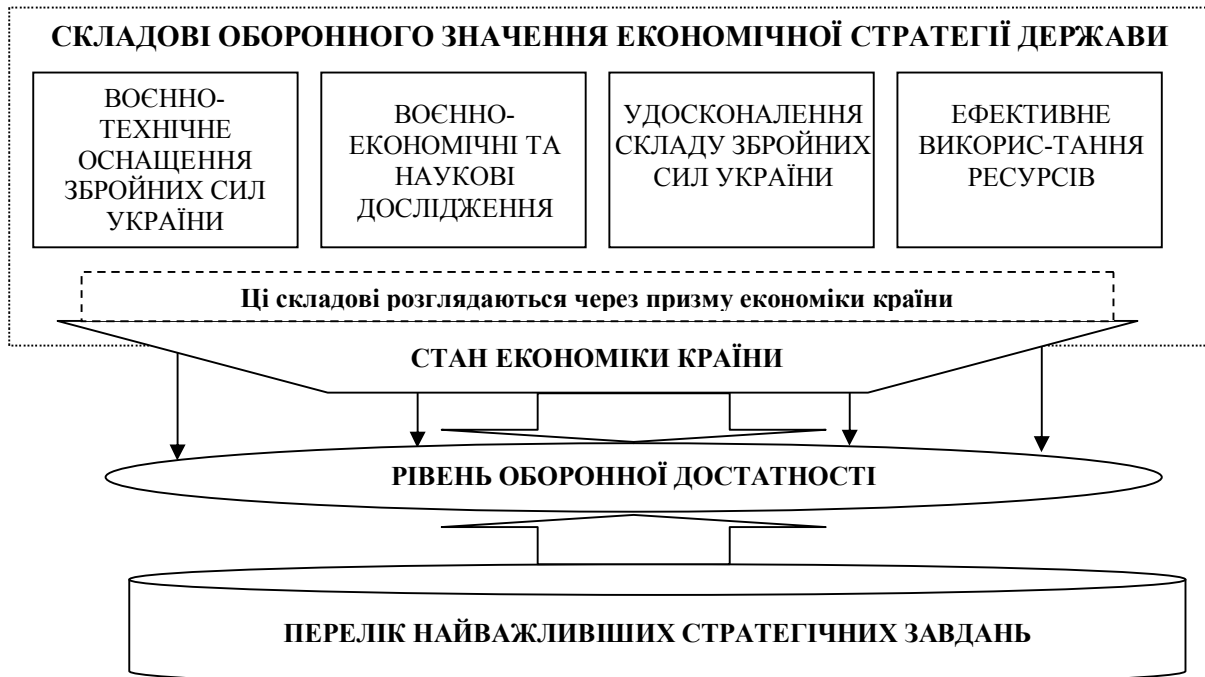 СКЛАДОВІ ОБОРОННОГО ЗНАЧЕННЯ ЕКОНОМІЧНОЇ СТРАТЕГІЇ ДЕРЖАВИ
ВОЄННО-
ТЕХНІЧНЕ
ОСНАЩЕННЯ
ЗБРОЙНИХ СИЛ
УКРАЇНИ
ВОЄННО-
ЕКОНОМІЧНІ ТА
НАУКОВІ
ДОСЛІДЖЕННЯ
УДОСКОНАЛЕННЯ
СКЛАДУ ЗБРОЙНИХ
СИЛ УКРАЇНИ
ЕФЕКТИВНЕ
ВИКОРИС-ТАННЯ
РЕСУРСІВ
Ці складові розглядаються через призму економіки країни
СТАН ЕКОНОМІКИ КРАЇНИ
РІВЕНЬ ОБОРОННОЇ ДОСТАТНОСТІ
ПЕРЕЛІК НАЙВАЖЛИВІШИХ СТРАТЕГІЧНИХ ЗАВДАНЬ